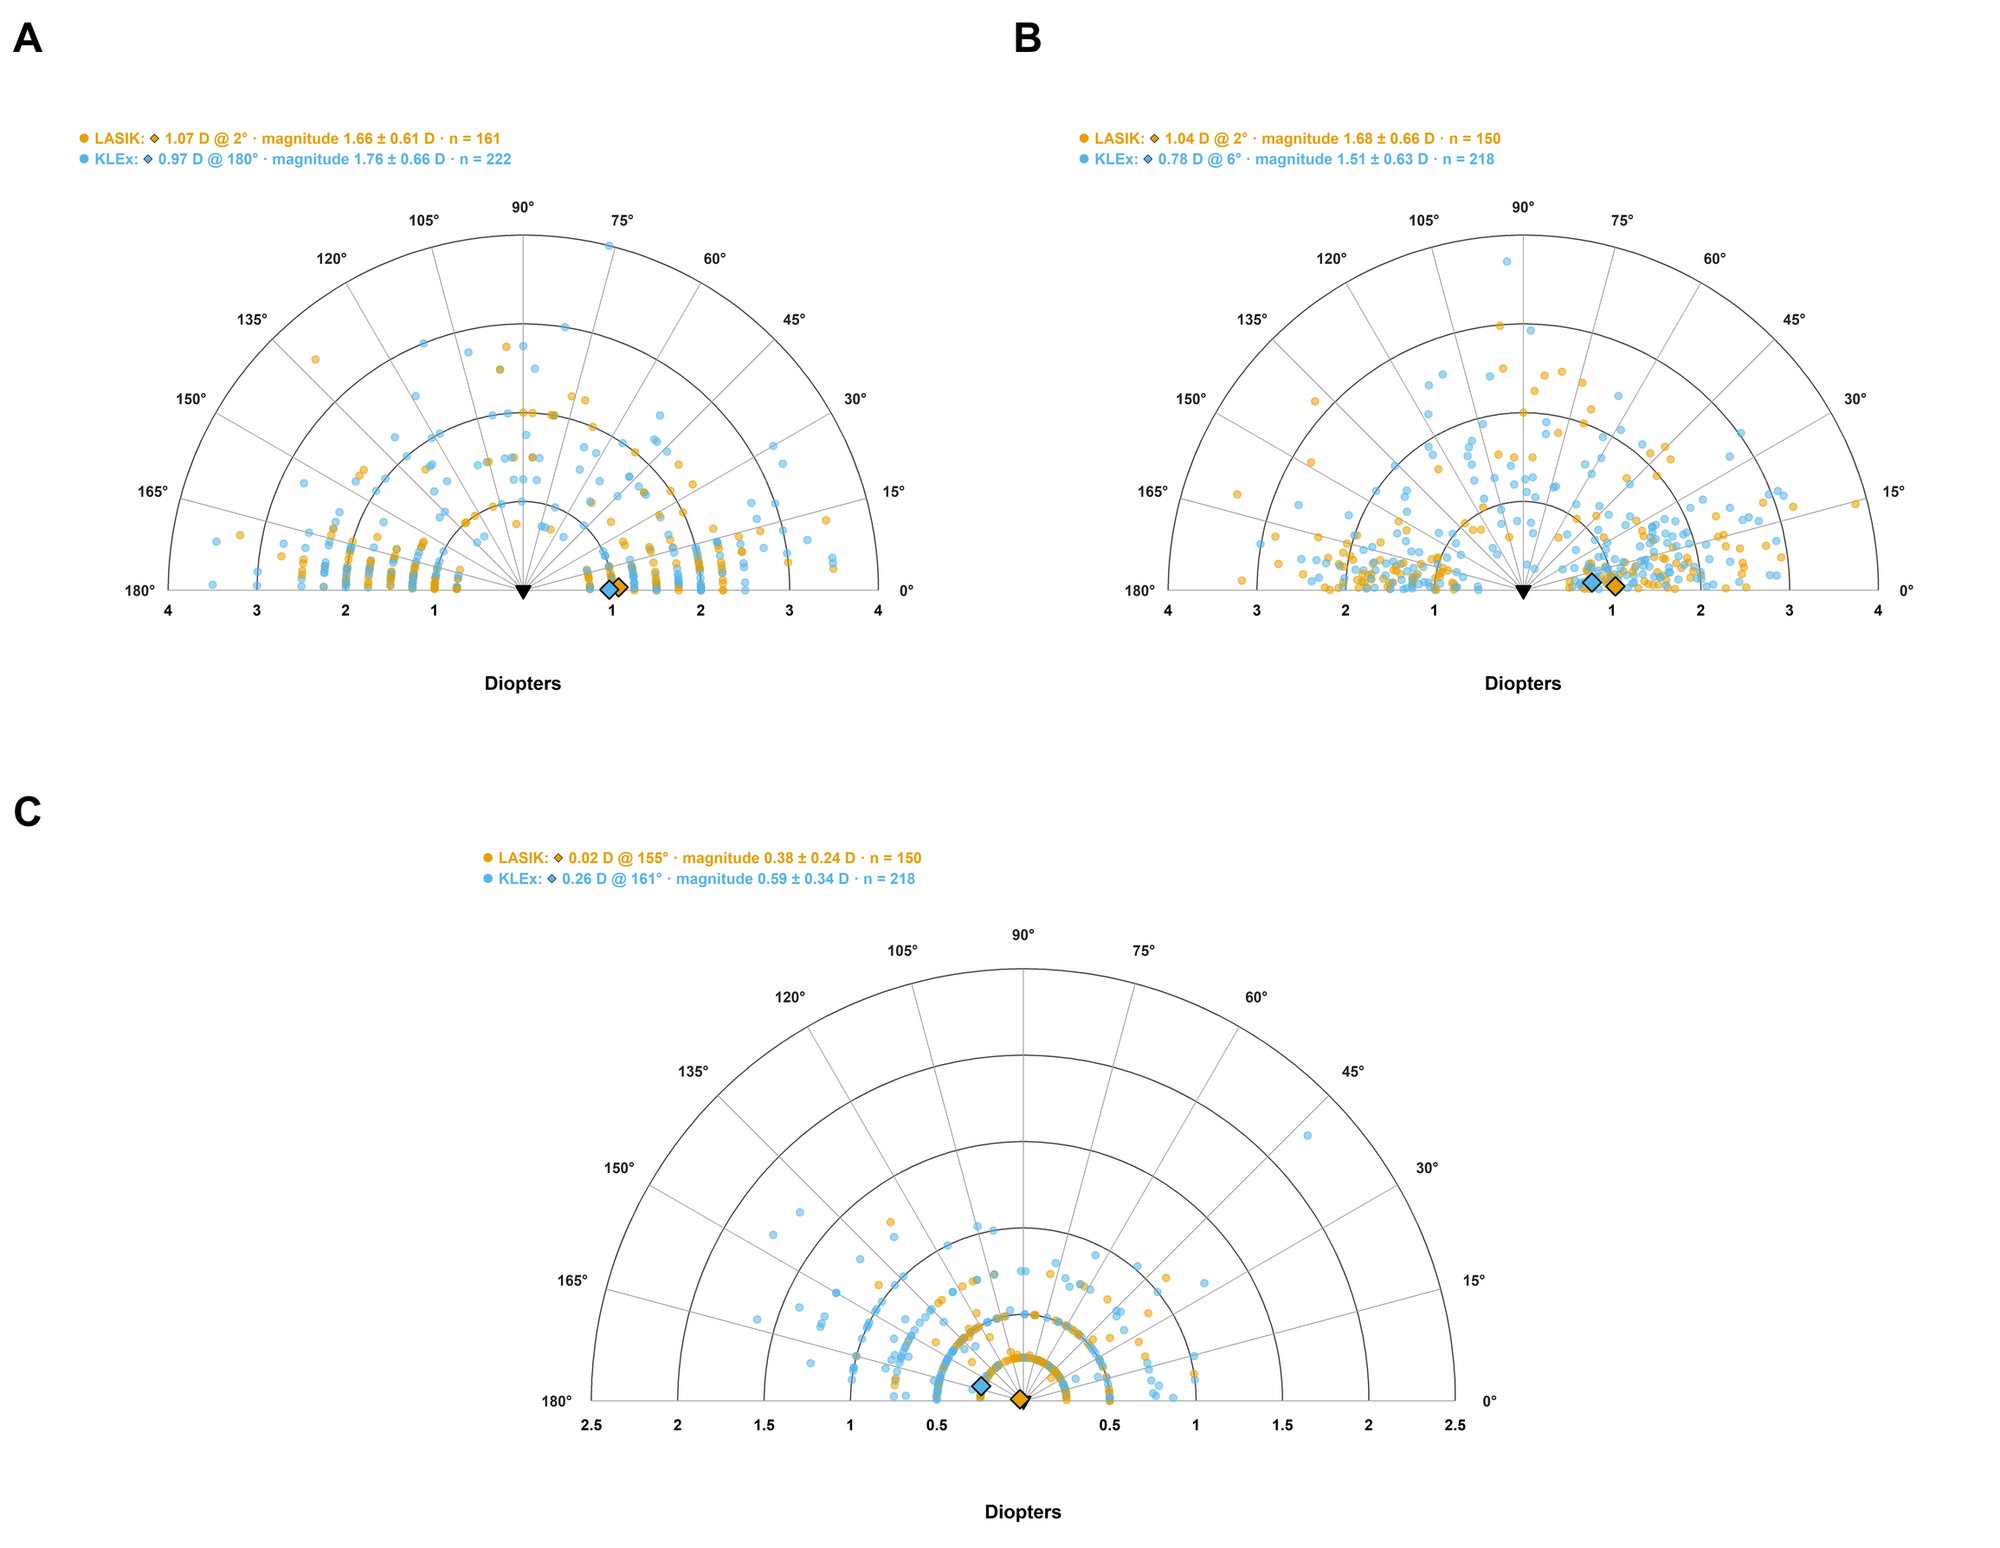 A
LASIK: 1.07 D @ 2° · magnitude 1.66 ± 0.61 D · n = 161
KLEx: 0.97 D @ 180° · magnitude 1.76 ± 0.66 D · n = 222
90°
105° 75°
120° 60°
135° 45°
150° 30°
165° 15°
180° 0°
4 3 2 1 1 2 3 4
Diopters
B
LASIK: 1.04 D @ 2° · magnitude 1.68 ± 0.66 D · n = 150
KLEx: 0.78 D @ 6° · magnitude 1.51 ± 0.63 D · n = 218
90°
105° 75°
120° 60°
135° 45°
150° 30°
165° 15°
180° 0°
4 3 2 1 1 2 3 4
Diopters
C
LASIK: 0.02 D @ 155° · magnitude 0.38 ± 0.24 D · n = 150
KLEx: 0.26 D @ 161° · magnitude 0.59 ± 0.34 D · n = 218
90°
105° 75°
120° 60°
135° 45°
150° 30°
165° 15°
180° 0°
2.5 2 1.5 1 0.5 0.5 1 1.5 2 2.5
Diopters